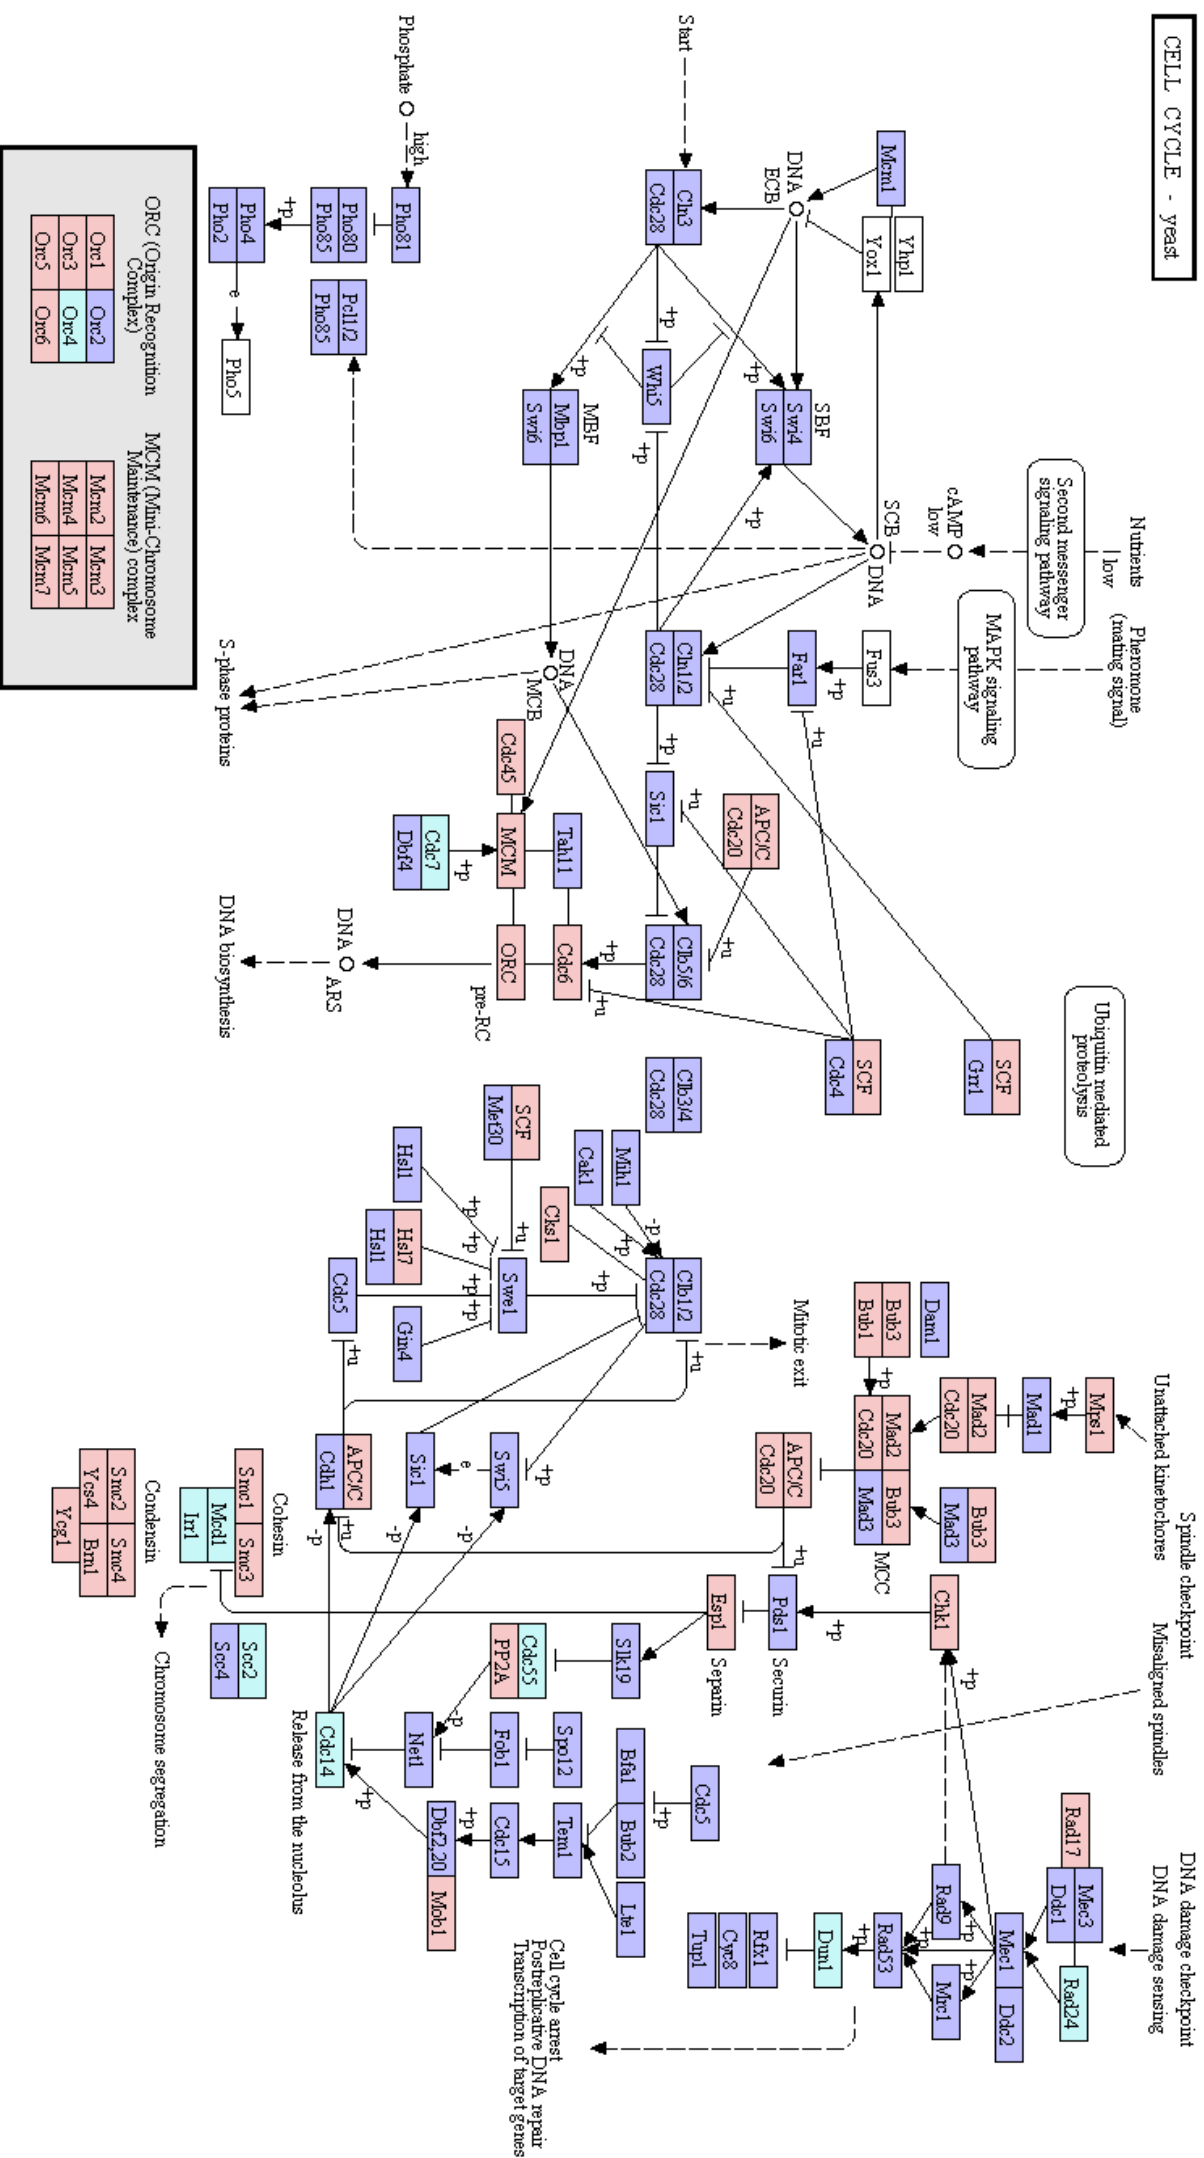 CELL CYCLE - yeast
Nutrients
low
Pheromone
(mating signal)
Second messenger
signaling pathway
MAPK signaling
pathway
cAMP
low
Ubiquitin mediated
proteolysis
Unattached kinetochores
Spindle checkpoint
Misaligned spindles
DNA damage checkpoint
DNA damage sensing
Mcm1
Yhp1
Yox1
DNA
ECB
SCB
DNA
Fus3
+p
Far1
+u
SCF
Grr1
SCF
Cdc4
Start
Cln3
Cdc28
+p
Whi5
+p
+p
+p
SBF
Swi4
Swi6
+p
MBF
Mbp1
Swi6
Cln1/2
Cdc28
+u
+p
Sic1
+u
APC/C
Cdc20
+u
Clb5/6
Cdc28
+p
Cdc6
+u
DNA
MCB
Cdc45
MCM
Tah11
ORC
pre-RC
Cdc7
Dbf4
+p
DNA
ARS
DNA biosynthesis
S-phase proteins
Phosphate
high
Pho81
Pho80
Pho85
+p
Pho4
Pho2
e
Pho5
Pcl1/2
Pho85
ORC (Origin Recognition
Complex)
Orc1
Orc2
Orc3
Orc4
Orc5
Orc6
MCM (Mini-Chromosome
Maintenance) complex
Mcm2
Mcm3
Mcm4
Mcm5
Mcm6
Mcm7
Clb3/4
Cdc28
Mih1
Cak1
Cks1
-p
+p
Clb1/2
Cdc28
+u
Mitotic exit
SCF
Met30
+u
Swe1
+p
Hsl1
+p
Hsl7
Hsl1
+p
+p
+p
Gin4
Cdc5
+u
Dam1
Bub3
Bub1
+p
Mps1
+p
Mad1
Mad2
Cdc20
Mad2
Bub3
Cdc20
Mad3
MCC
Bub3
Mad3
APC/C
Cdc20
+u
Pds1
Securin
Esp1
Separin
Chk1
+p
+p
Swi5
+p
e
Sic1
APC/C
Cdh1
+u
-p
-p
-p
Slk19
Cdc55
PP2A
-p
Spo12
Fob1
Net1
Cdc14
Release from the nucleolus
+p
Cdc5
+p
Bfa1
Bub2
Lte1
Tem1
Cdc15
+p
Dbf2,20
Mob1
Cohesin
Smc1
Smc3
Mcd1
Irr1
Scc2
Scc4
Condensin
Smc2
Smc4
Ycs4
Brn1
Ycg1
Chromosome segregation
Rad17
Mec3
Ddc1
Rad24
Mec1
Ddc2
+p
+p
+p
Rad9
Mrc1
Rad53
+p
Dun1
Rfx1
Cyc8
Tup1
Cell cycle arrest
Postreplicative DNA repair
Transcription of target genes